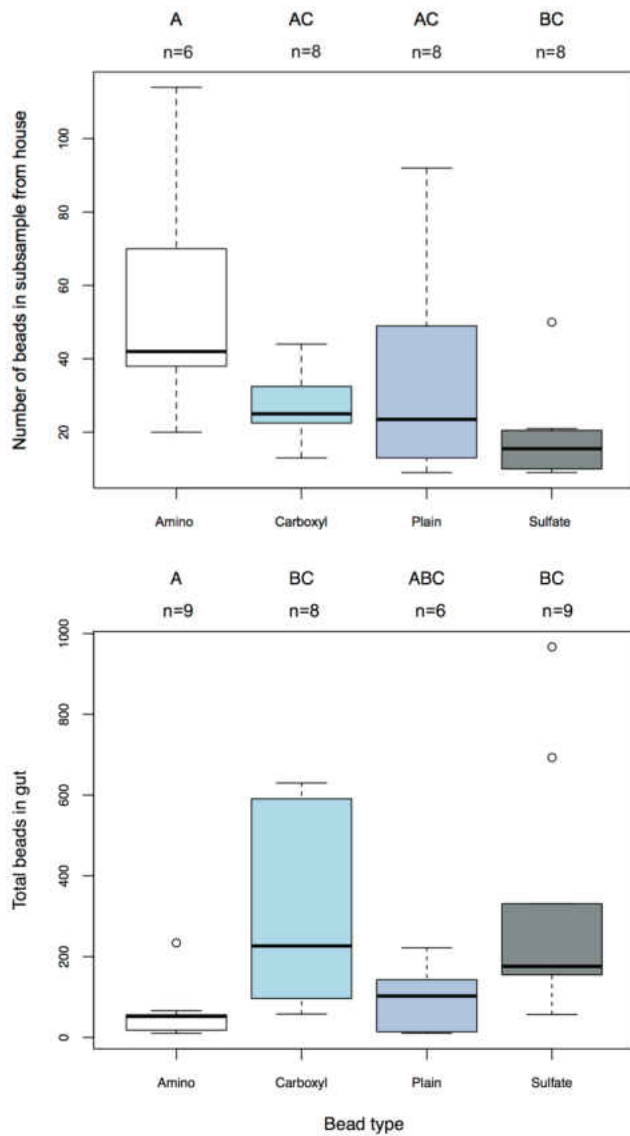 A AC AC BC
n=6 n=8 n=8 n=8
Number of beads in subsample from house
100
80
60
40
20
Amino Carboxyl Plain Sulfate
A BC ABC BC
n=9 n=8 n=6 n=9
Total beads in gut
1000
800
600
400
200
0
Amino Carboxyl Plain Sulfate
Bead type